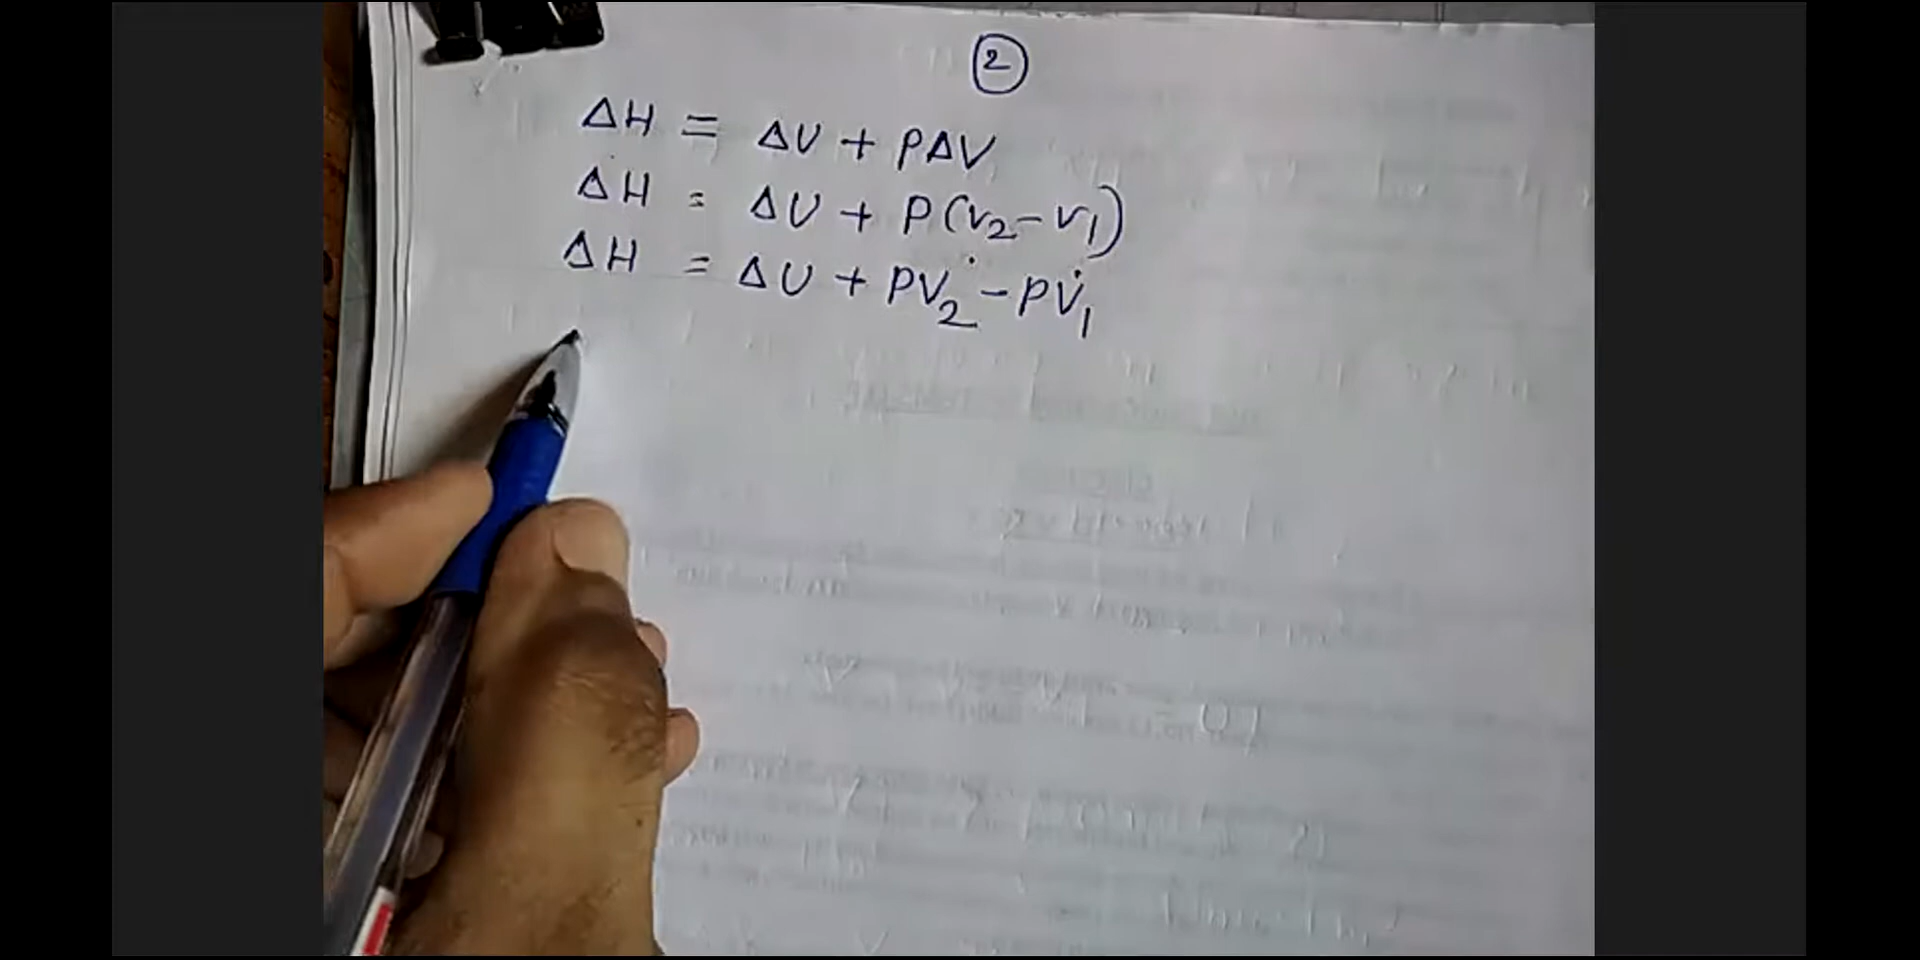 ②
ΔH = ΔU + PΔV
ΔH = ΔU + P(V₂-V₁)
ΔH = ΔU + PV₂ - PV₁